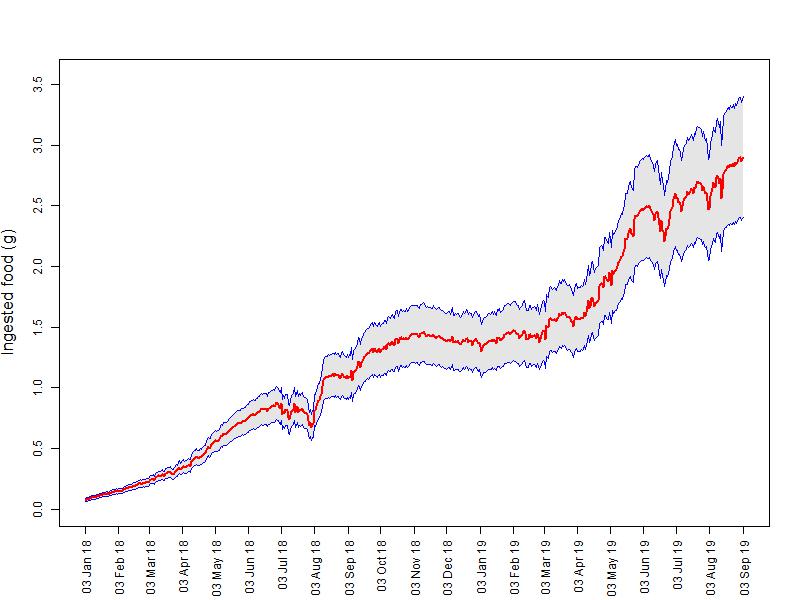 Ingested food (g)
3.5
3.0
2.5
2.0
1.5
1.0
0.5
0.0
03 Jan 18
03 Feb 18
03 Mar 18
03 Apr 18
03 May 18
03 Jun 18
03 Jul 18
03 Aug 18
03 Sep 18
03 Oct 18
03 Nov 18
03 Dec 18
03 Jan 19
03 Feb 19
03 Mar 19
03 Apr 19
03 May 19
03 Jun 19
03 Jul 19
03 Aug 19
03 Sep 19